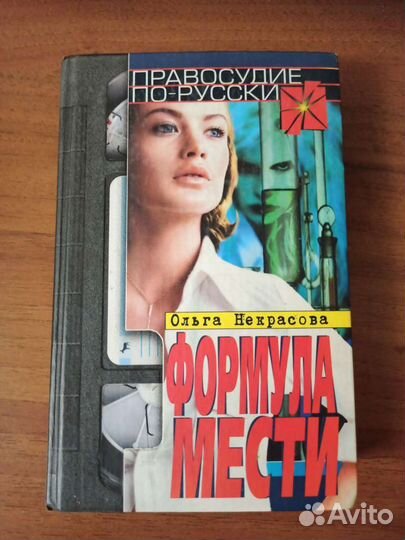 ПРАВОСУДИЕ
ПО-РУССКИ
Ольга Некрасова
ФОРМУЛА
МЕСТИ
Avito